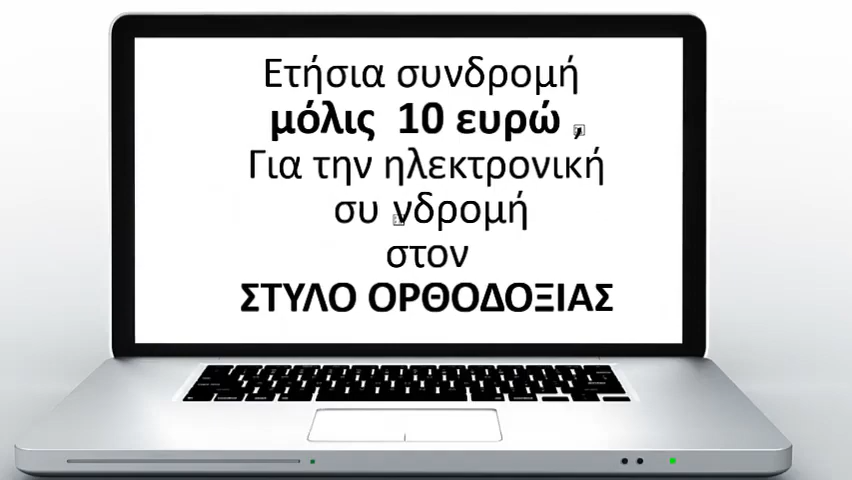 Ετήσια συνδρομή
μόλις 10 ευρώ ,
Για την ηλεκτρονική
συ νδρομή
στον
ΣΤΥΛΟ ΟΡΘΟΔΟΞΙΑΣ